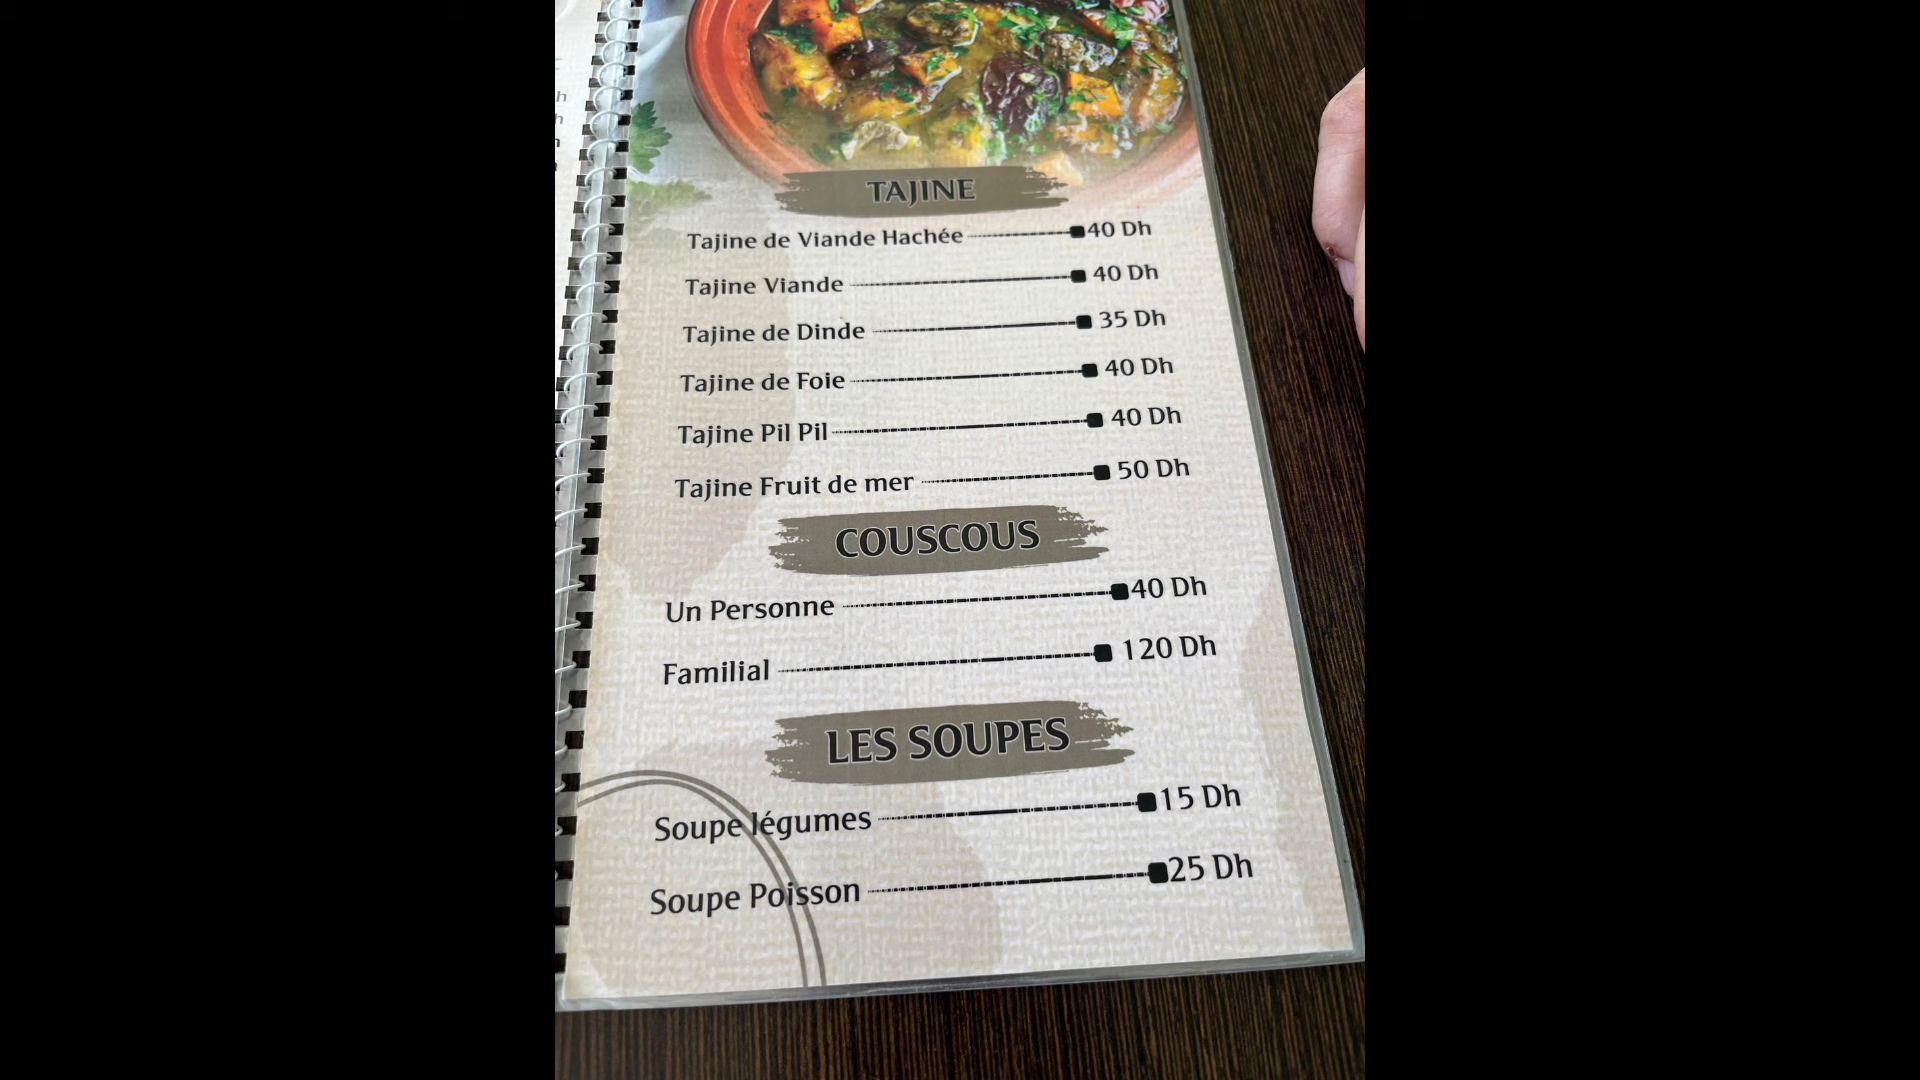 TAJINE
Tajine de Viande Hachée 40 Dh
Tajine Viande 40 Dh
Tajine de Dinde 35 Dh
Tajine de Foie 40 Dh
Tajine Pil Pil 40 Dh
Tajine Fruit de mer 50 Dh
COUSCOUS
Un Personne 40 Dh
Familial 120 Dh
LES SOUPES
Soupe légumes 15 Dh
Soupe Poisson 25 Dh